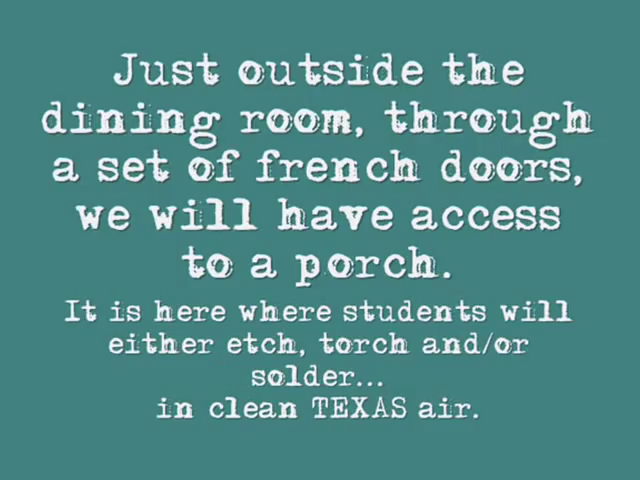 Just outside the
dining room, through
a set of french doors,
we will have access
to a porch.
It is here where students will
either etch, torch and/or
solder...
in clean TEXAS air.